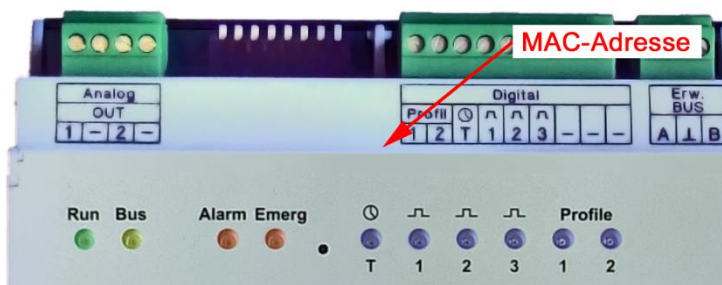 MAC-Adresse
Analog
OUT
1 – 2 –
Digital
Profil
1 2 T 1 2 3 – – –
Erw.
BUS
A ⊥ B
Run Bus Alarm Emerg Profile
T 1 2 3 1 2